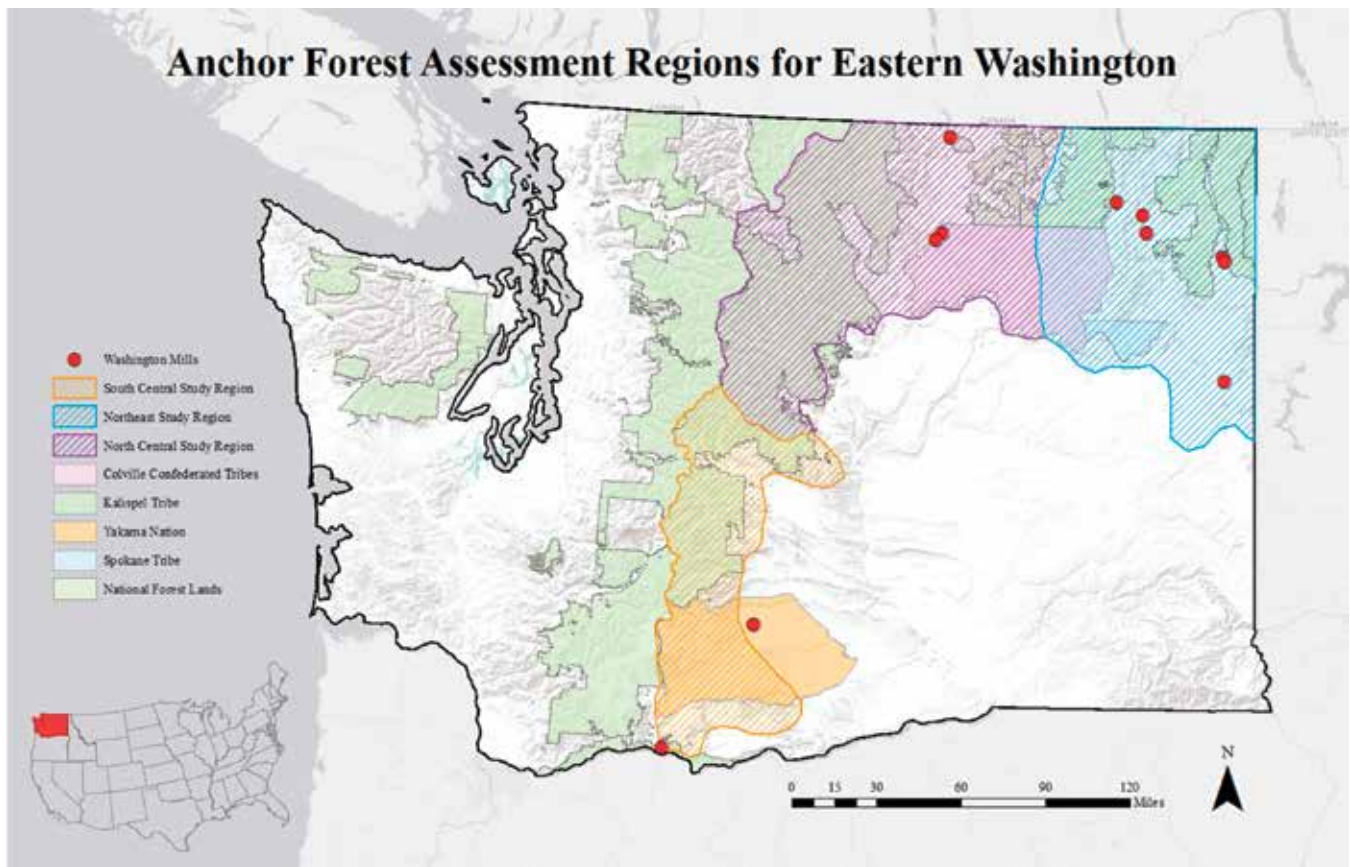 Anchor Forest Assessment Regions for Eastern Washington
CANADA
CANADA
Washington Mills
South Central Study Region
Northeast Study Region
North Central Study Region
Colville Confederated Tribes
Kalispel Tribe
Yakama Nation
Spokane Tribe
National Forest Lands
N
0 15 30 60 90 120
Miles